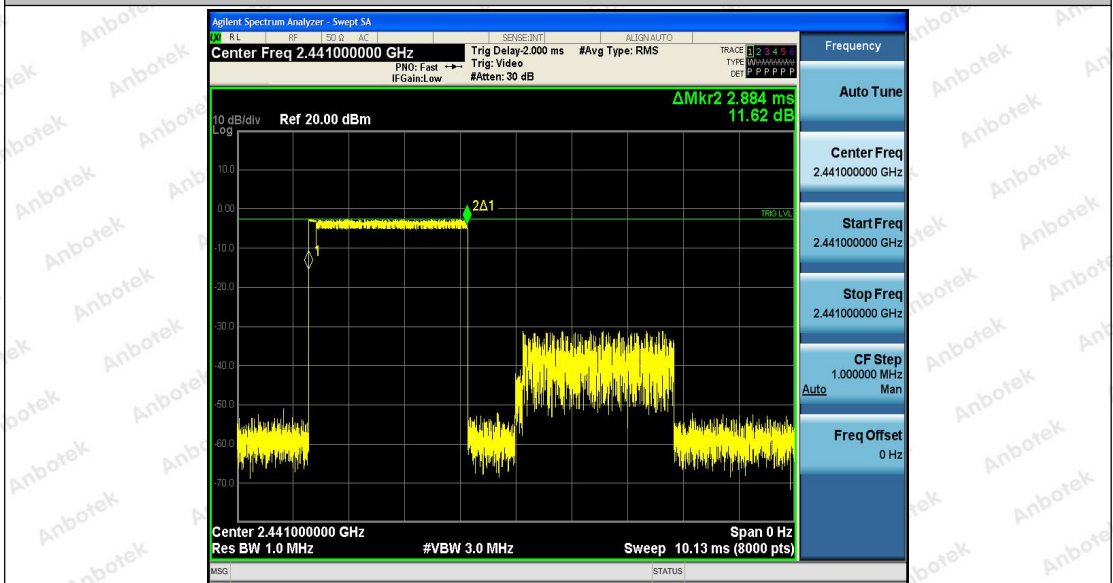 Agilent Spectrum Analyzer - Swept SA
LXI RL RF 50 Ω AC SENSE:INT ALIGNAUTO
Center Freq 2.441000000 GHz
PNO: Fast
IFGain:Low
Trig Delay-2.000 ms
Trig: Video
#Atten: 30 dB
#Avg Type: RMS
TRACE 1 2 3 4 5 6
TYPE
DET P P P P P P
ΔMkr2 2.884 ms
11.62 dB
10 dB/div Ref 20.00 dBm
Log
10.0
0.00
-10.0
-20.0
-30.0
-40.0
-50.0
-60.0
-70.0
2Δ1
TRIG LVL
1
Center 2.441000000 GHz Span 0 Hz
Res BW 1.0 MHz #VBW 3.0 MHz Sweep 10.13 ms (8000 pts)
MSG STATUS
Frequency
Auto Tune
Center Freq
2.441000000 GHz
Start Freq
2.441000000 GHz
Stop Freq
2.441000000 GHz
CF Step
1.000000 MHz
Auto Man
Freq Offset
0 Hz
Anbotek